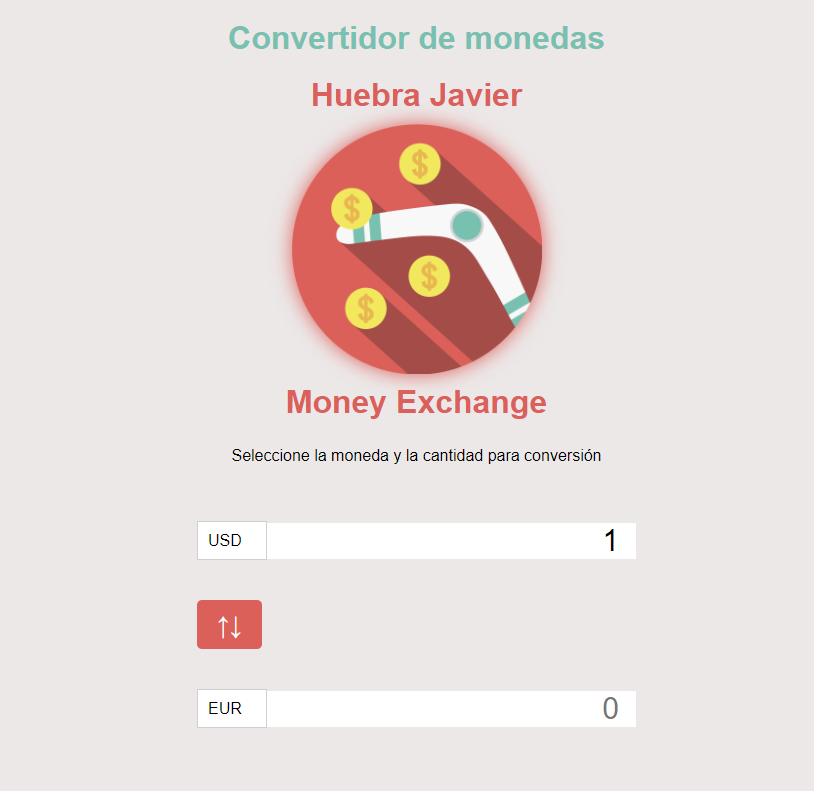 Convertidor de monedas
Huebra Javier
$
$
$
$
Money Exchange
Seleccione la moneda y la cantidad para conversión
USD 1
↑↓
EUR 0